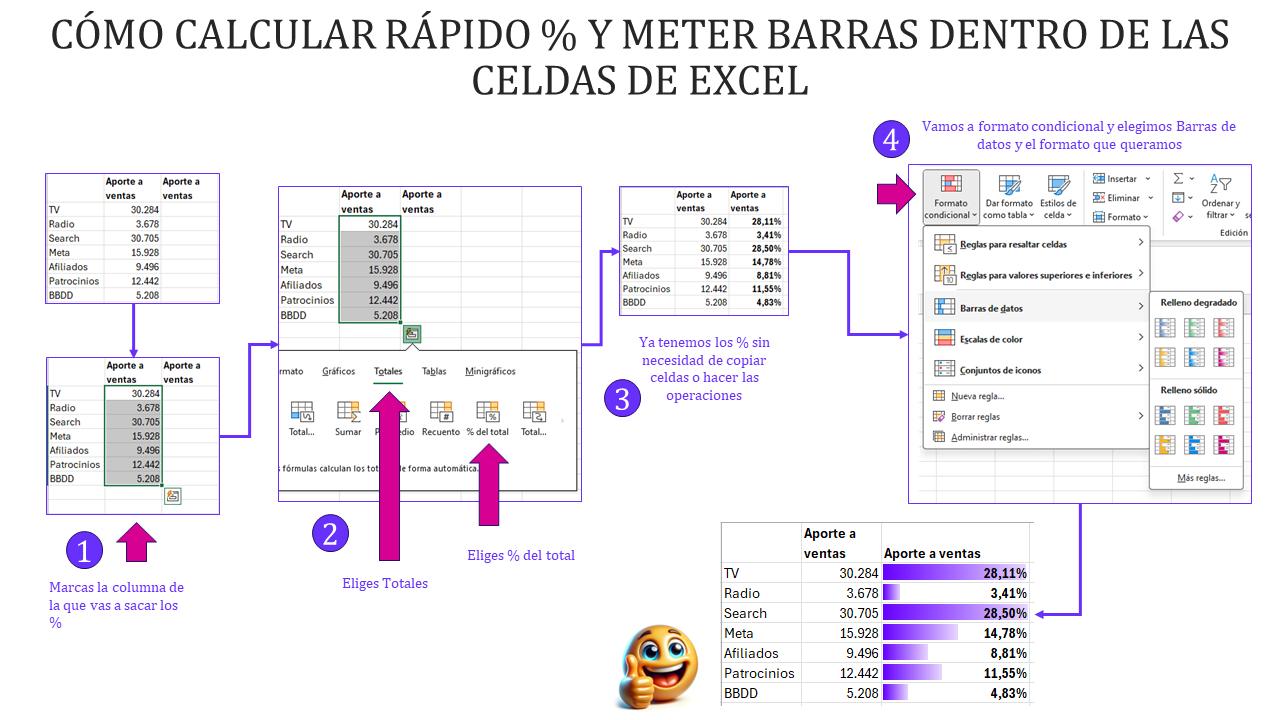 CÓMO CALCULAR RÁPIDO % Y METER BARRAS DENTRO DE LAS
CELDAS DE EXCEL
Aporte a ventas Aporte a ventas
TV 30.284
Radio 3.678
Search 30.705
Meta 15.928
Afiliados 9.496
Patrocinios 12.442
BBDD 5.208
Aporte a ventas Aporte a ventas
TV 30.284
Radio 3.678
Search 30.705
Meta 15.928
Afiliados 9.496
Patrocinios 12.442
BBDD 5.208
1
Marcas la columna de
la que vas a sacar los
%
Aporte a ventas Aporte a ventas
TV 30.284
Radio 3.678
Search 30.705
Meta 15.928
Afiliados 9.496
Patrocinios 12.442
BBDD 5.208
rmato Gráficos Totales Tablas Minigráficos
Total... Sumar Recuento % del total Total...
fórmulas calculan los de forma automática.
2
Eliges Totales
Eliges % del total
Aporte a ventas Aporte a ventas
TV 30.284 28,11%
Radio 3.678 3,41%
Search 30.705 28,50%
Meta 15.928 14,78%
Afiliados 9.496 8,81%
Patrocinios 12.442 11,55%
BBDD 5.208 4,83%
3
Ya tenemos los % sin
necesidad de copiar
celdas o hacer las
operaciones
4
Vamos a formato condicional y elegimos Barras de
datos y el formato que queramos
Formato condicional
Dar formato como tabla
Estilos de celda
Insertar
Eliminar
Formato
Ordenar y filtrar
Edición
Reglas para resaltar celdas
Reglas para valores superiores e inferiores
Barras de datos
Escalas de color
Conjuntos de iconos
Nueva regla...
Borrar reglas
Administrar reglas...
Relleno degradado
Relleno sólido
Más reglas...
Aporte a
ventas Aporte a ventas
TV 30.284 28,11%
Radio 3.678 3,41%
Search 30.705 28,50%
Meta 15.928 14,78%
Afiliados 9.496 8,81%
Patrocinios 12.442 11,55%
BBDD 5.208 4,83%